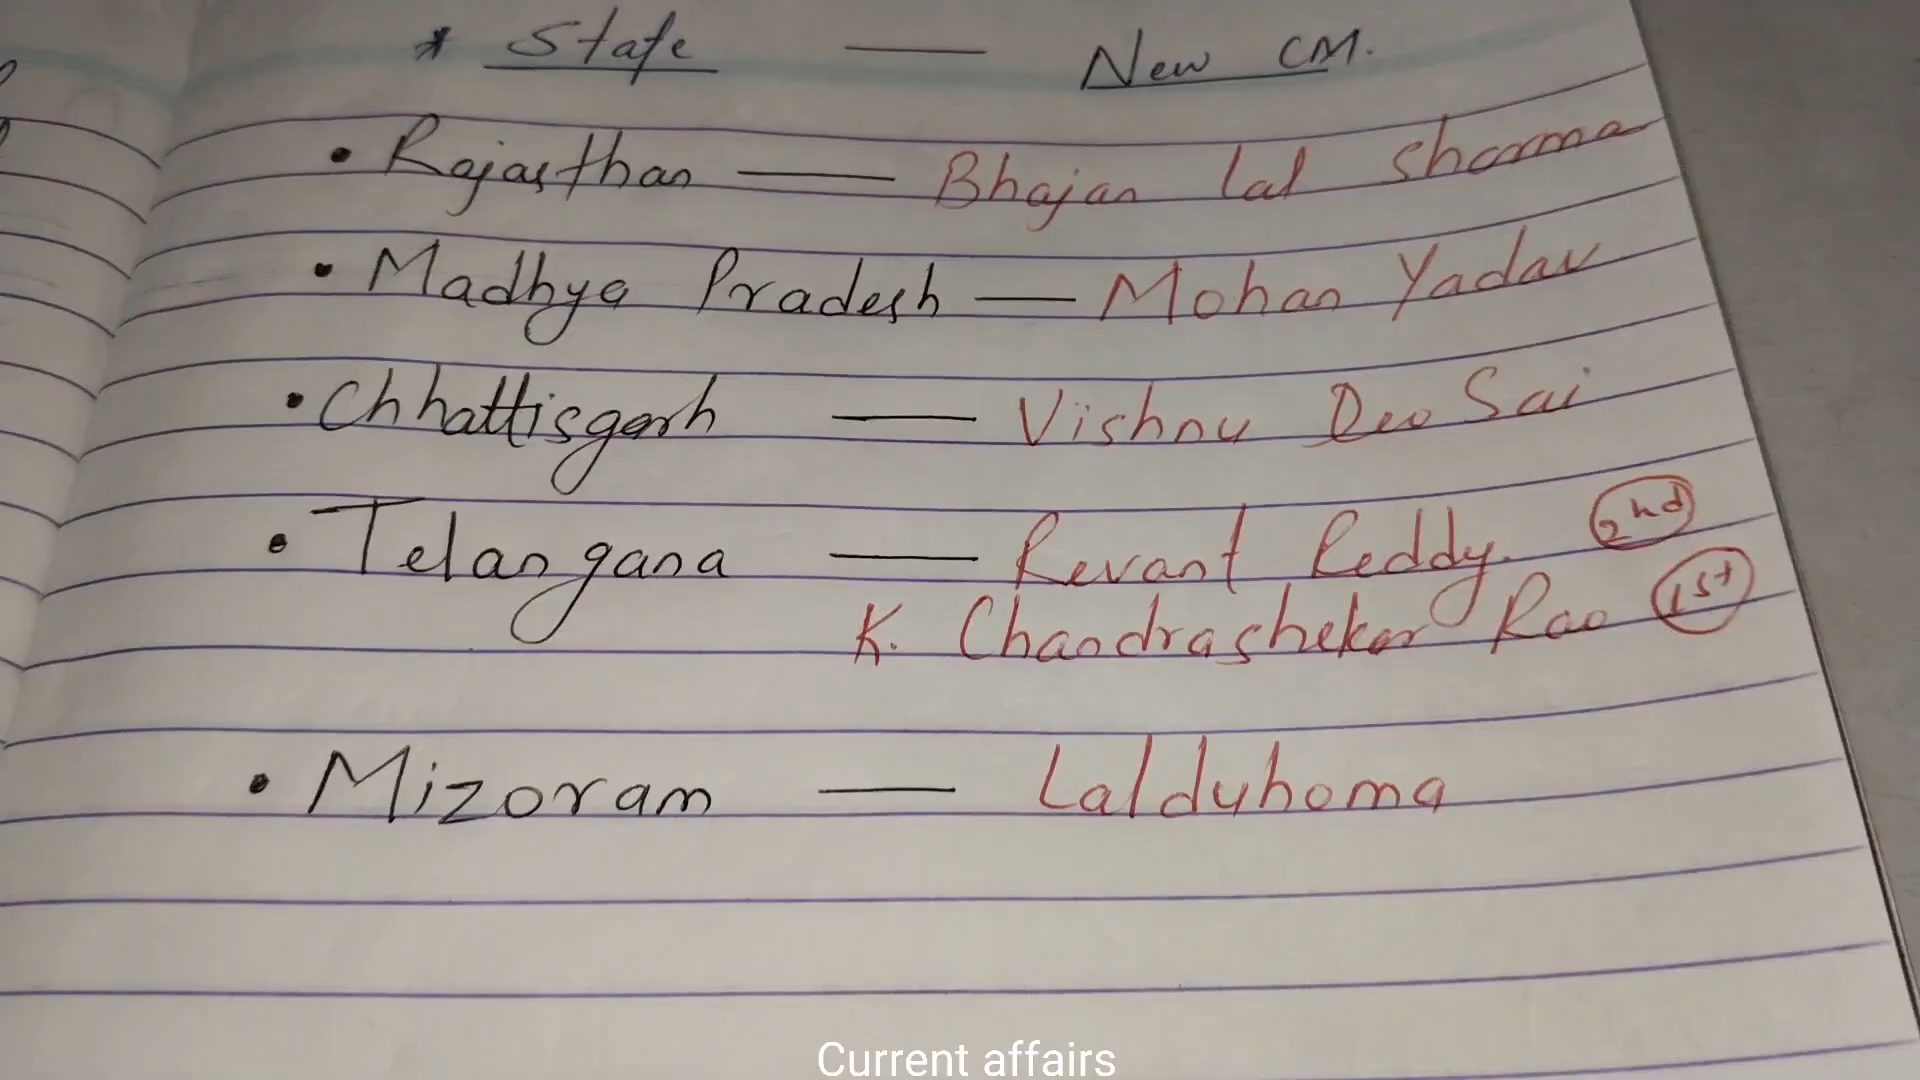 * State — New CM.
• Rajasthan — Bhajan lal sharma
• Madhya Pradesh — Mohan Yadav
• Chhattisgarh — Vishnu Deo Sai
• Telangana — Revant Reddy. 2nd
K. Chandrashekar Rao 1st
• Mizoram — Lalduhoma
Current affairs